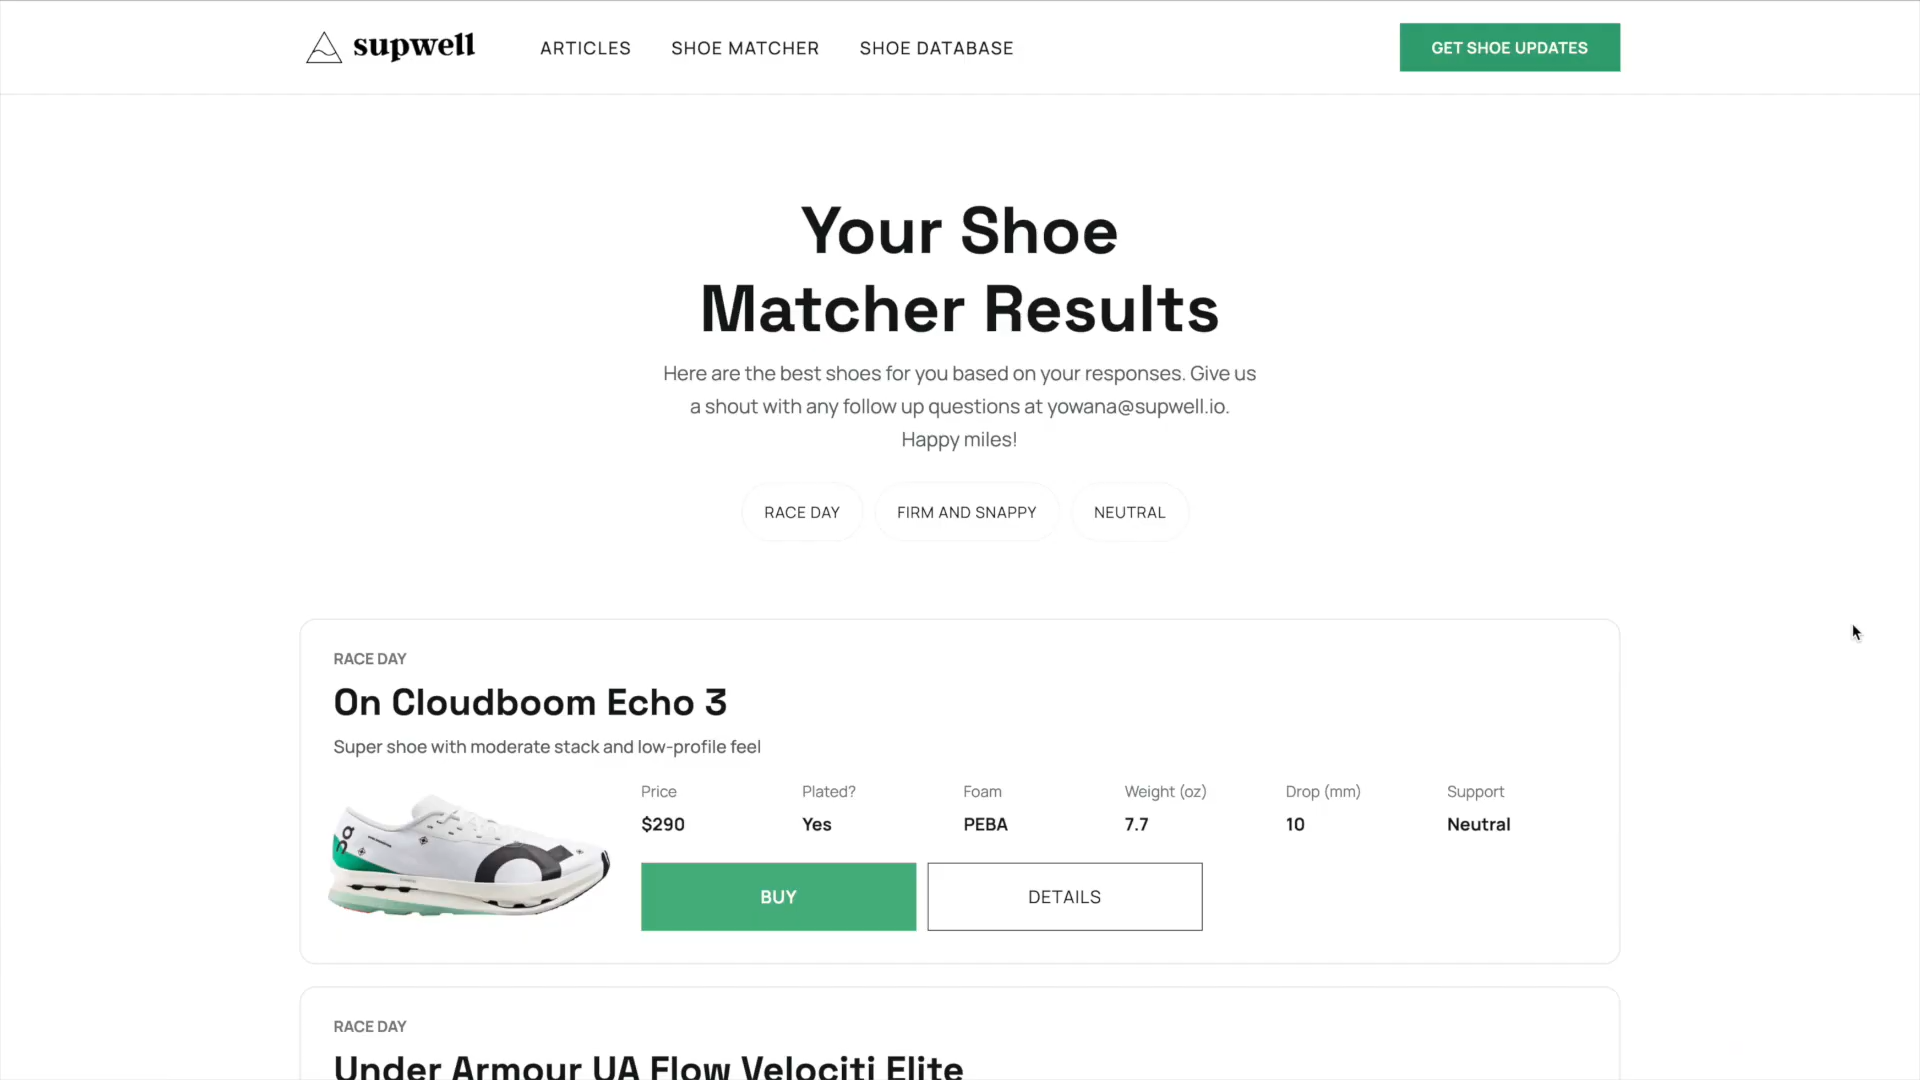 supwell
ARTICLES
SHOE MATCHER
SHOE DATABASE
GET SHOE UPDATES
Your Shoe
Matcher Results
Here are the best shoes for you based on your responses. Give us
a shout with any follow up questions at yowana@supwell.io.
Happy miles!
RACE DAY
FIRM AND SNAPPY
NEUTRAL
RACE DAY
On Cloudboom Echo 3
Super shoe with moderate stack and low-profile feel
Price
$290
Plated?
Yes
Foam
PEBA
Weight (oz)
7.7
Drop (mm)
10
Support
Neutral
BUY
DETAILS
RACE DAY
Under Armour UA Flow Velociti Elite